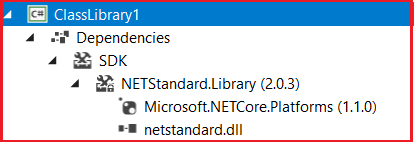 C# ClassLibrary1
Dependencies
SDK
NETStandard.Library (2.0.3)
Microsoft.NETCore.Platforms (1.1.0)
netstandard.dll